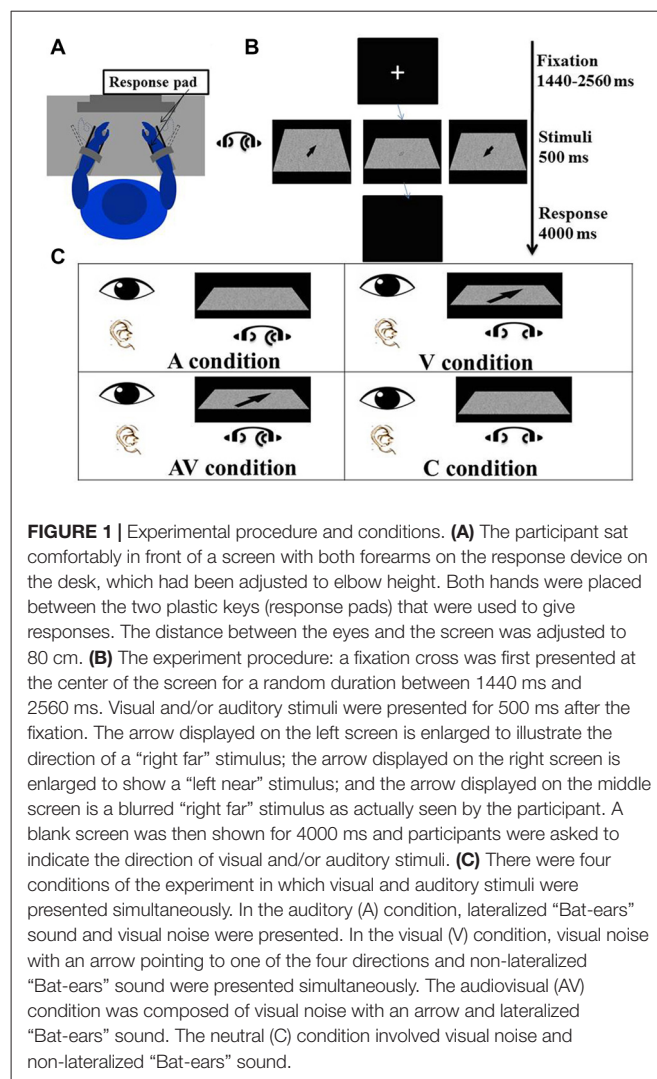 A
Response pad
B
Fixation
1440-2560 ms
Stimuli
500 ms
Response
4000 ms
C
A condition
V condition
AV condition
C condition
FIGURE 1 | Experimental procedure and conditions. (A) The participant sat
comfortably in front of a screen with both forearms on the response device on
the desk, which had been adjusted to elbow height. Both hands were placed
between the two plastic keys (response pads) that were used to give
responses. The distance between the eyes and the screen was adjusted to
80 cm. (B) The experiment procedure: a fixation cross was first presented at
the center of the screen for a random duration between 1440 ms and
2560 ms. Visual and/or auditory stimuli were presented for 500 ms after the
fixation. The arrow displayed on the left screen is enlarged to illustrate the
direction of a “right far” stimulus; the arrow displayed on the right screen is
enlarged to show a “left near” stimulus; and the arrow displayed on the middle
screen is a blurred “right far” stimulus as actually seen by the participant. A
blank screen was then shown for 4000 ms and participants were asked to
indicate the direction of visual and/or auditory stimuli. (C) There were four
conditions of the experiment in which visual and auditory stimuli were
presented simultaneously. In the auditory (A) condition, lateralized “Bat-ears”
sound and visual noise were presented. In the visual (V) condition, visual noise
with an arrow pointing to one of the four directions and non-lateralized
“Bat-ears” sound were presented simultaneously. The audiovisual (AV)
condition was composed of visual noise with an arrow and lateralized
“Bat-ears” sound. The neutral (C) condition involved visual noise and
non-lateralized “Bat-ears” sound.